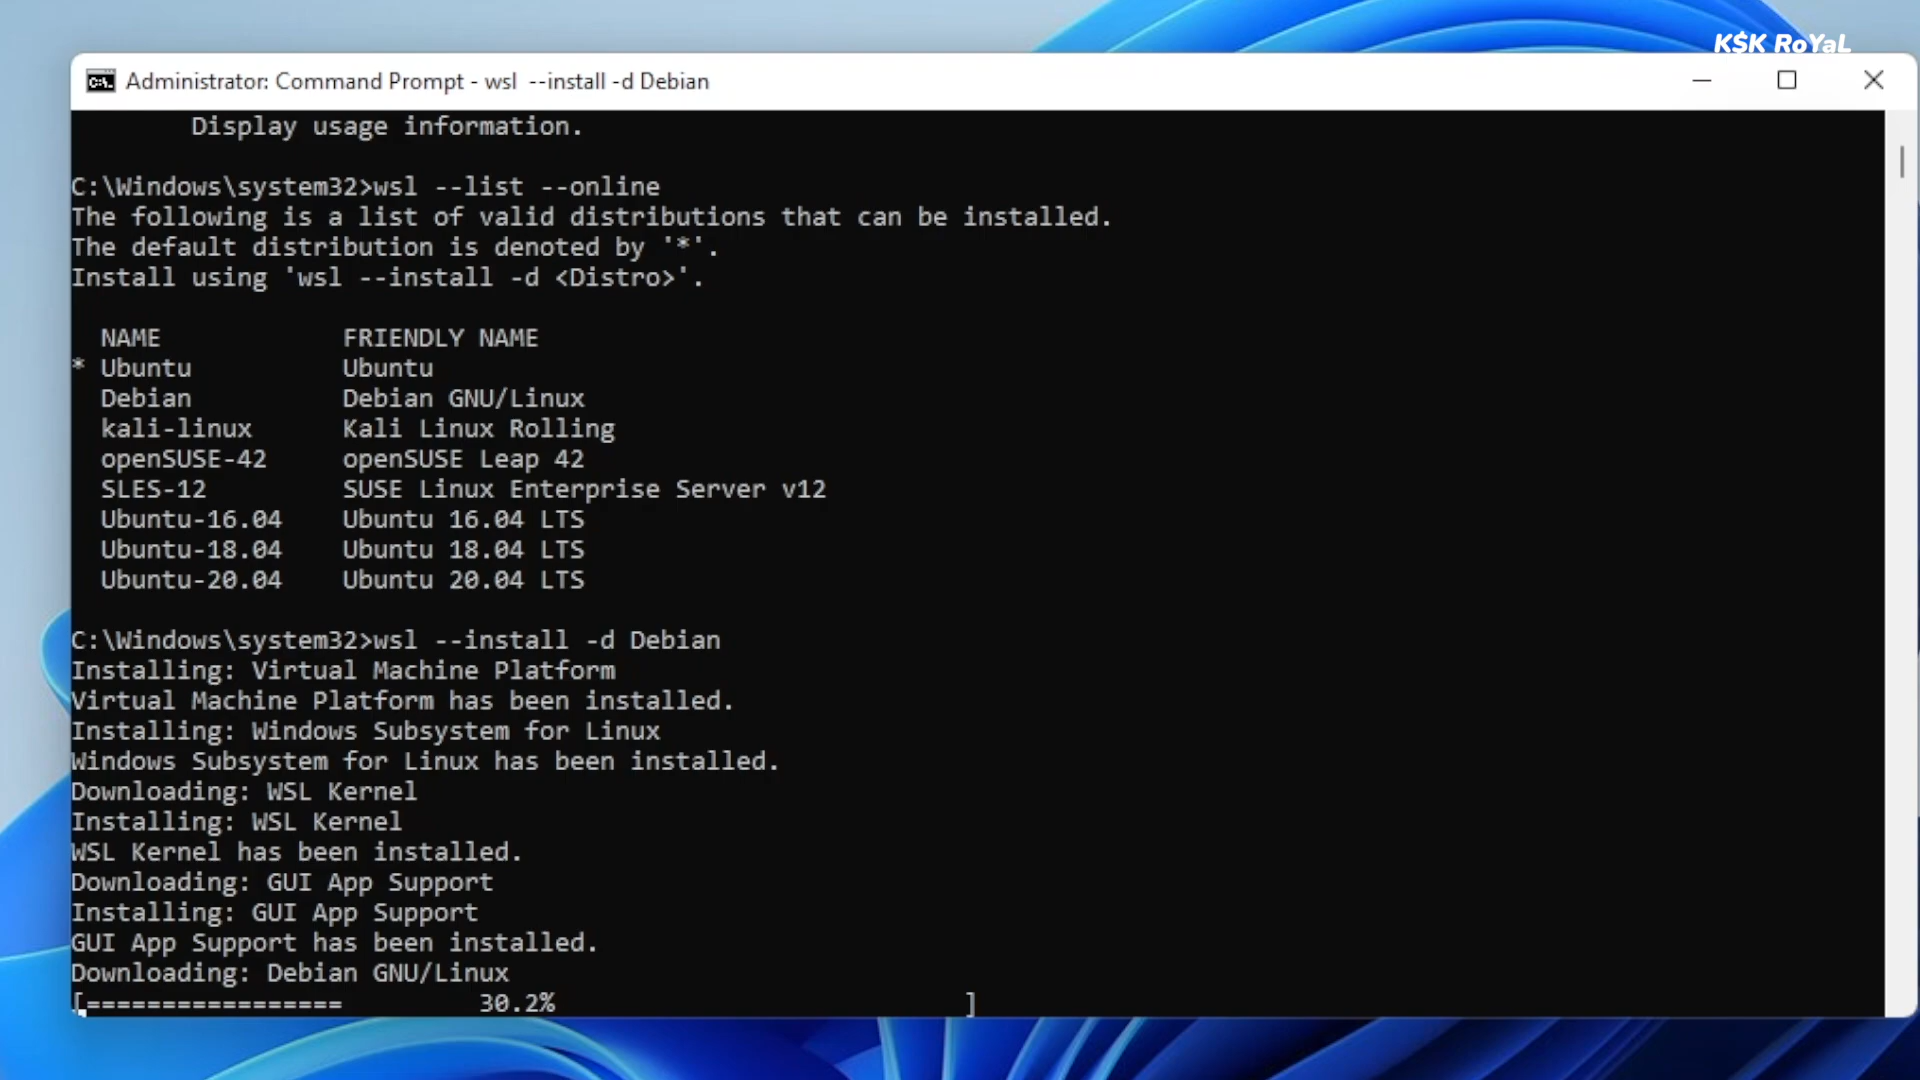 K$K RoYaL
Administrator: Command Prompt - wsl  --install -d Debian
Display usage information.
C:\Windows\system32>wsl --list --online
The following is a list of valid distributions that can be installed.
The default distribution is denoted by '*'.
Install using 'wsl --install -d <Distro>'.
NAME            FRIENDLY NAME
* Ubuntu          Ubuntu
Debian          Debian GNU/Linux
kali-linux      Kali Linux Rolling
openSUSE-42     openSUSE Leap 42
SLES-12         SUSE Linux Enterprise Server v12
Ubuntu-16.04    Ubuntu 16.04 LTS
Ubuntu-18.04    Ubuntu 18.04 LTS
Ubuntu-20.04    Ubuntu 20.04 LTS
C:\Windows\system32>wsl --install -d Debian
Installing: Virtual Machine Platform
Virtual Machine Platform has been installed.
Installing: Windows Subsystem for Linux
Windows Subsystem for Linux has been installed.
Downloading: WSL Kernel
Installing: WSL Kernel
WSL Kernel has been installed.
Downloading: GUI App Support
Installing: GUI App Support
GUI App Support has been installed.
Downloading: Debian GNU/Linux
[=================         30.2%                           ]